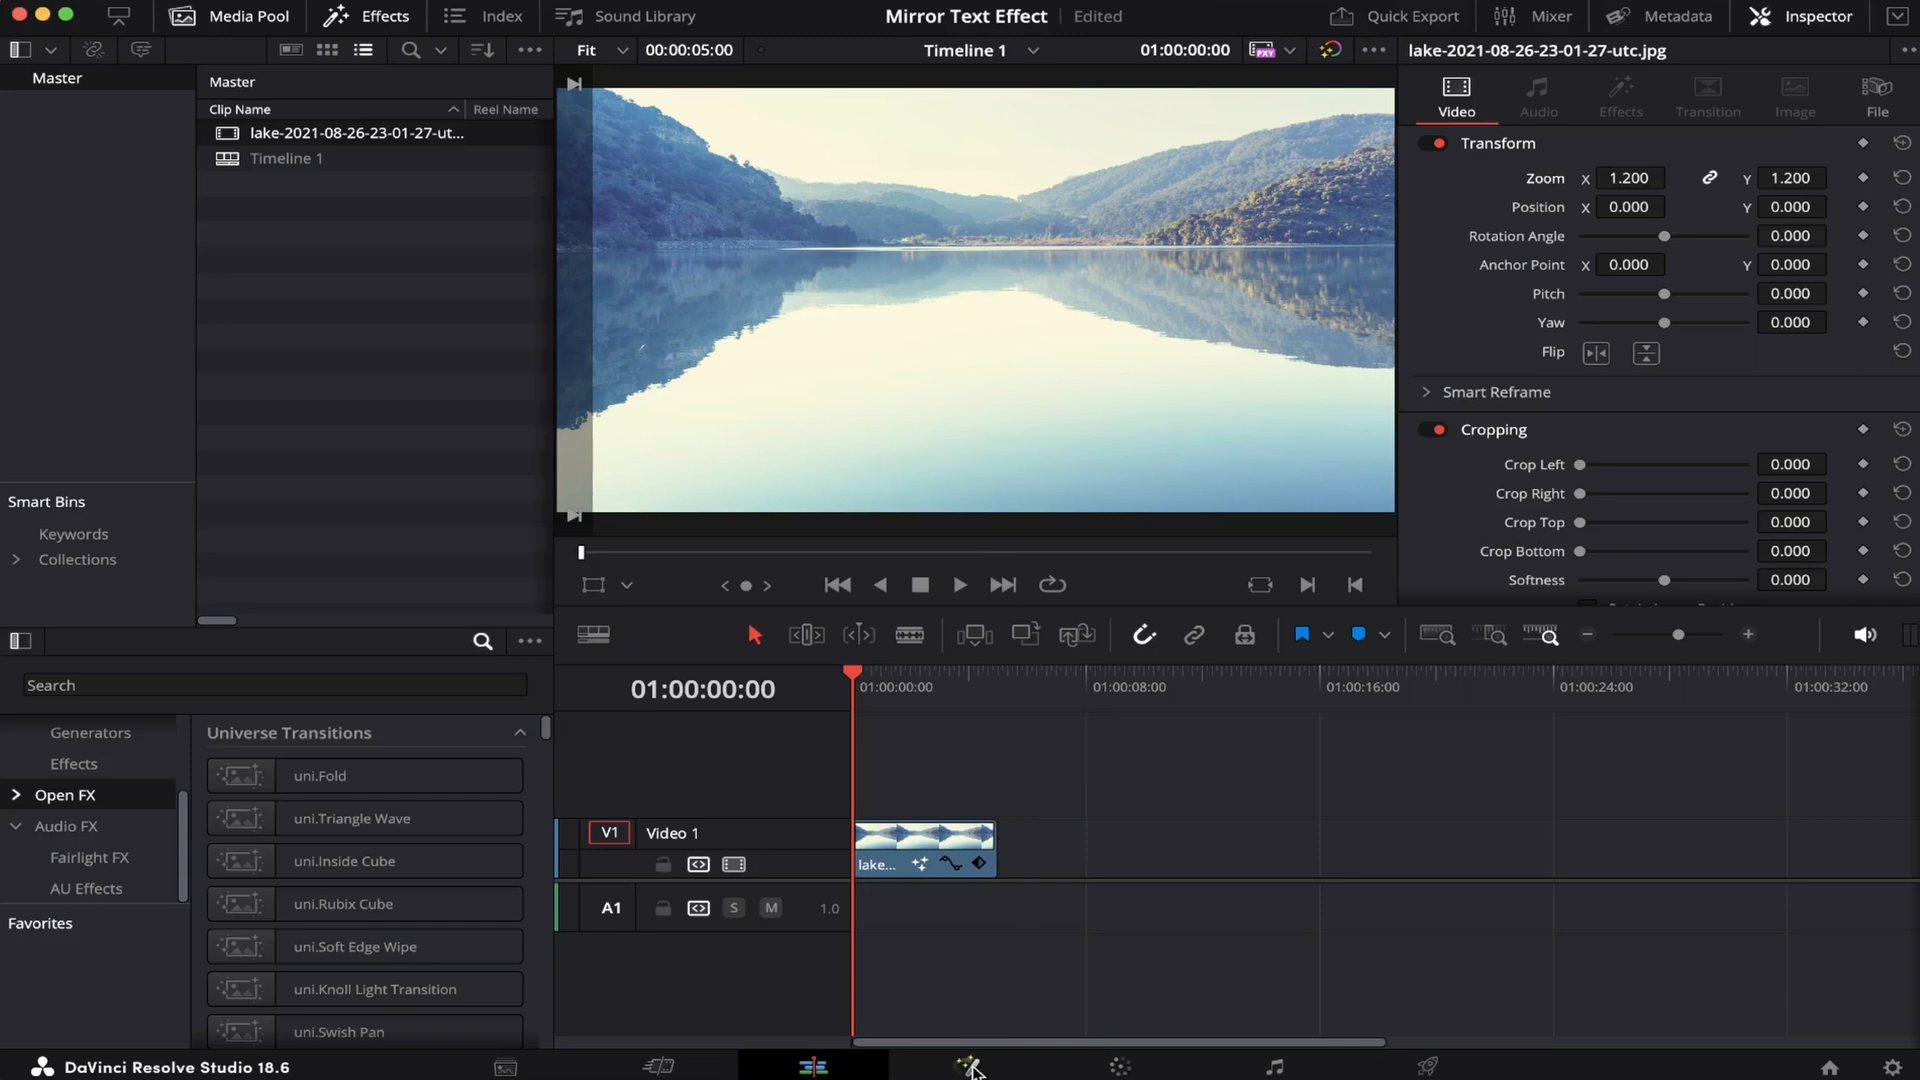 Media Pool
Effects
Index
Sound Library
Mirror Text Effect
Edited
Quick Export
Mixer
Metadata
Inspector
Fit
00:00:05:00
Timeline 1
01:00:00:00
PXY
lake-2021-08-26-23-01-27-utc.jpg
Master
Master
Clip Name
Reel Name
lake-2021-08-26-23-01-27-ut...
Timeline 1
Video
Audio
Effects
Transition
Image
File
Transform
Zoom X 1.200 Y 1.200
Position X 0.000 Y 0.000
Rotation Angle 0.000
Anchor Point X 0.000 Y 0.000
Pitch 0.000
Yaw 0.000
Flip
Smart Reframe
Cropping
Crop Left 0.000
Crop Right 0.000
Crop Top 0.000
Crop Bottom 0.000
Softness 0.000
Smart Bins
Keywords
Collections
Search
Generators
Effects
Open FX
Audio FX
Fairlight FX
AU Effects
Favorites
Universe Transitions
uni.Fold
uni.Triangle Wave
uni.Inside Cube
uni.Rubix Cube
uni.Soft Edge Wipe
uni.Knoll Light Transition
uni.Swish Pan
01:00:00:00
01:00:00:00
01:00:08:00
01:00:16:00
01:00:24:00
01:00:32:00
V1
Video 1
lake...
A1
S
M
1.0
DaVinci Resolve Studio 18.6